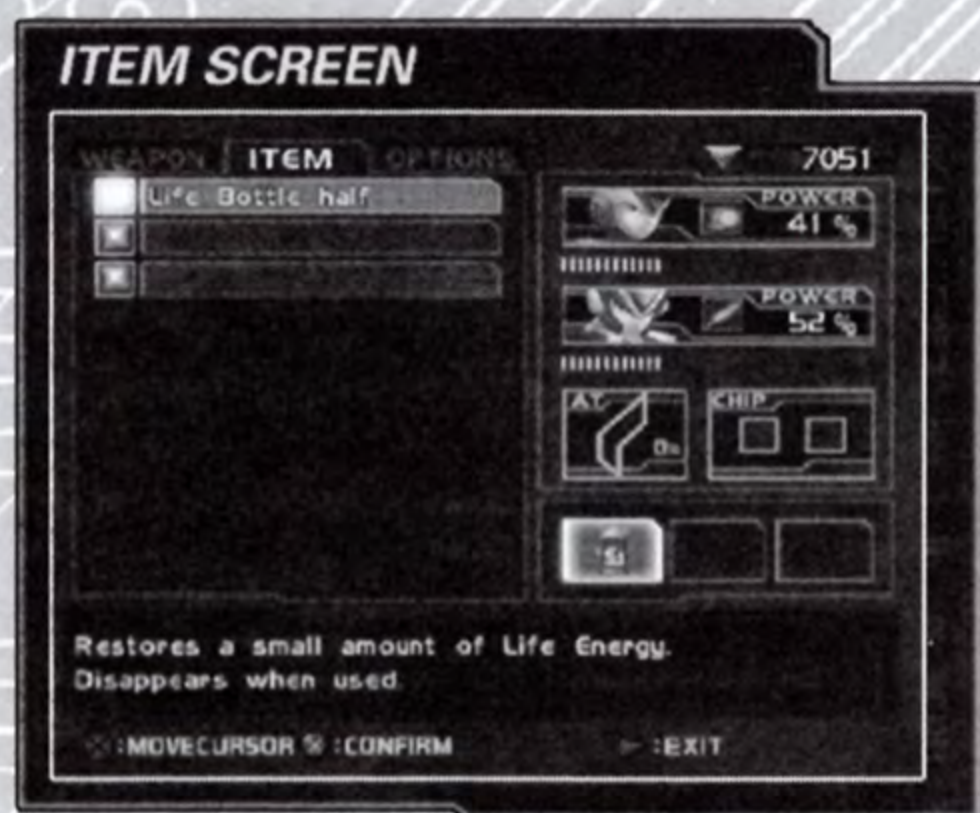 ITEM SCREEN
WEAPON ITEM OPTIONS
7051
Life Bottle half
POWER
41 %
POWER
52 %
AT
CHIP
Restores a small amount of Life Energy.
Disappears when used.
:MOVECURSOR :CONFIRM :EXIT